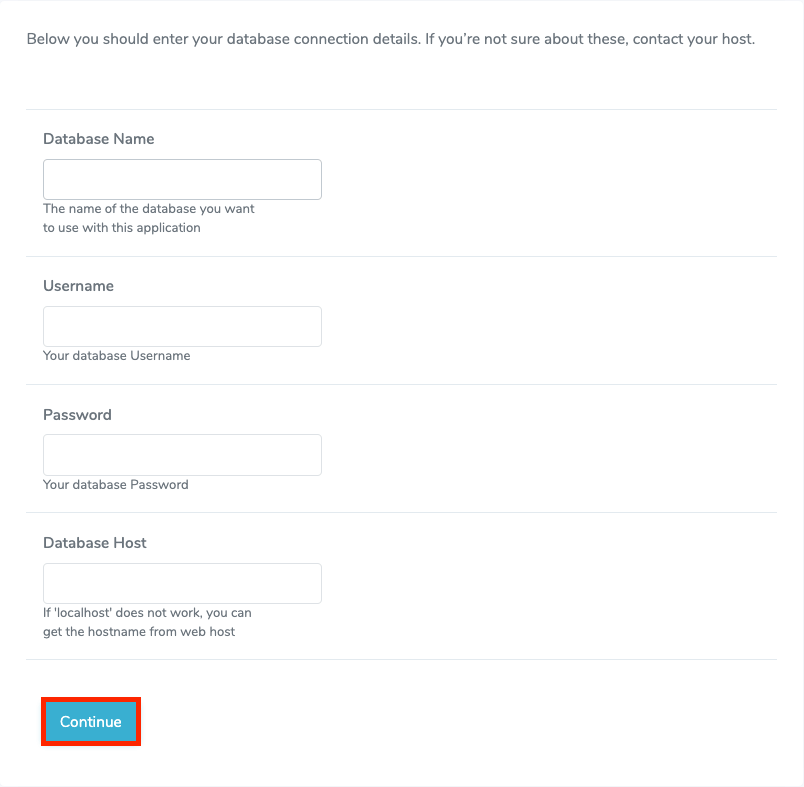 Below you should enter your database connection details. If you’re not sure about these, contact your host.
Database Name
The name of the database you want
to use with this application
Username
Your database Username
Password
Your database Password
Database Host
If 'localhost' does not work, you can
get the hostname from web host
Continue